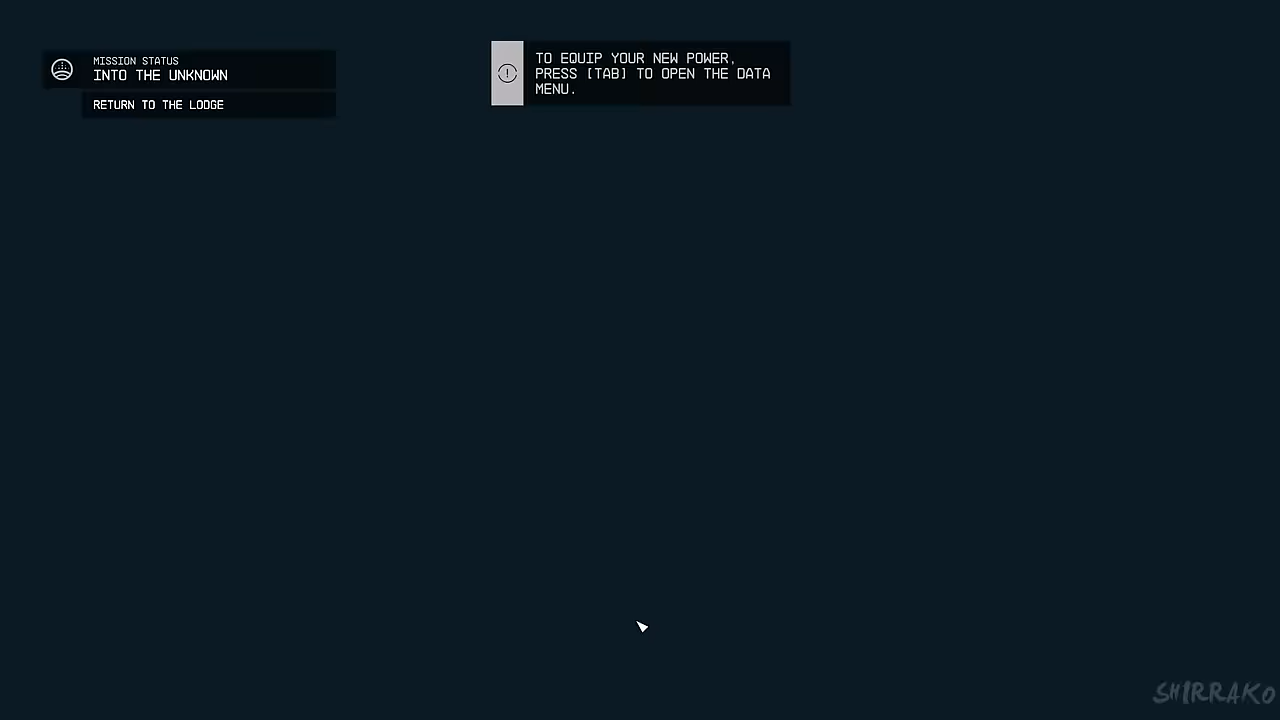 MISSION STATUS
INTO THE UNKNOWN
RETURN TO THE LODGE
TO EQUIP YOUR NEW POWER,
PRESS [TAB] TO OPEN THE DATA
MENU.
SHIRRAKO